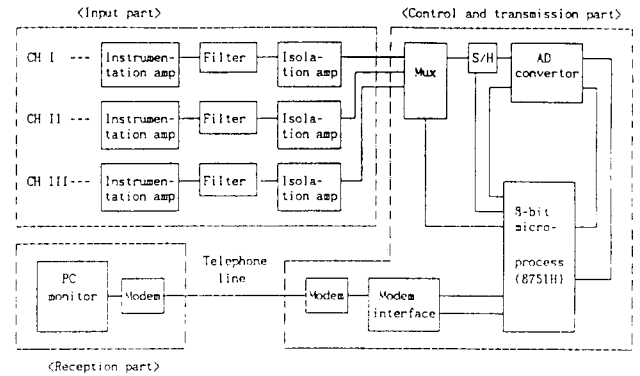 <Input part>
<Control and transmission part>
CH I ---
Instrumen-
tation amp
Filter
Isola-
tion amp
Mux
S/H
AD
convertor
CH II ---
Instrumen-
tation amp
Filter
Isola-
tion amp
CH III---
Instrumen-
tation amp
Filter
Isola-
tion amp
8-bit
micro-
process
(8751H)
PC
monitor
Modem
Telephone
line
Modem
Modem
interface
<Reception part>